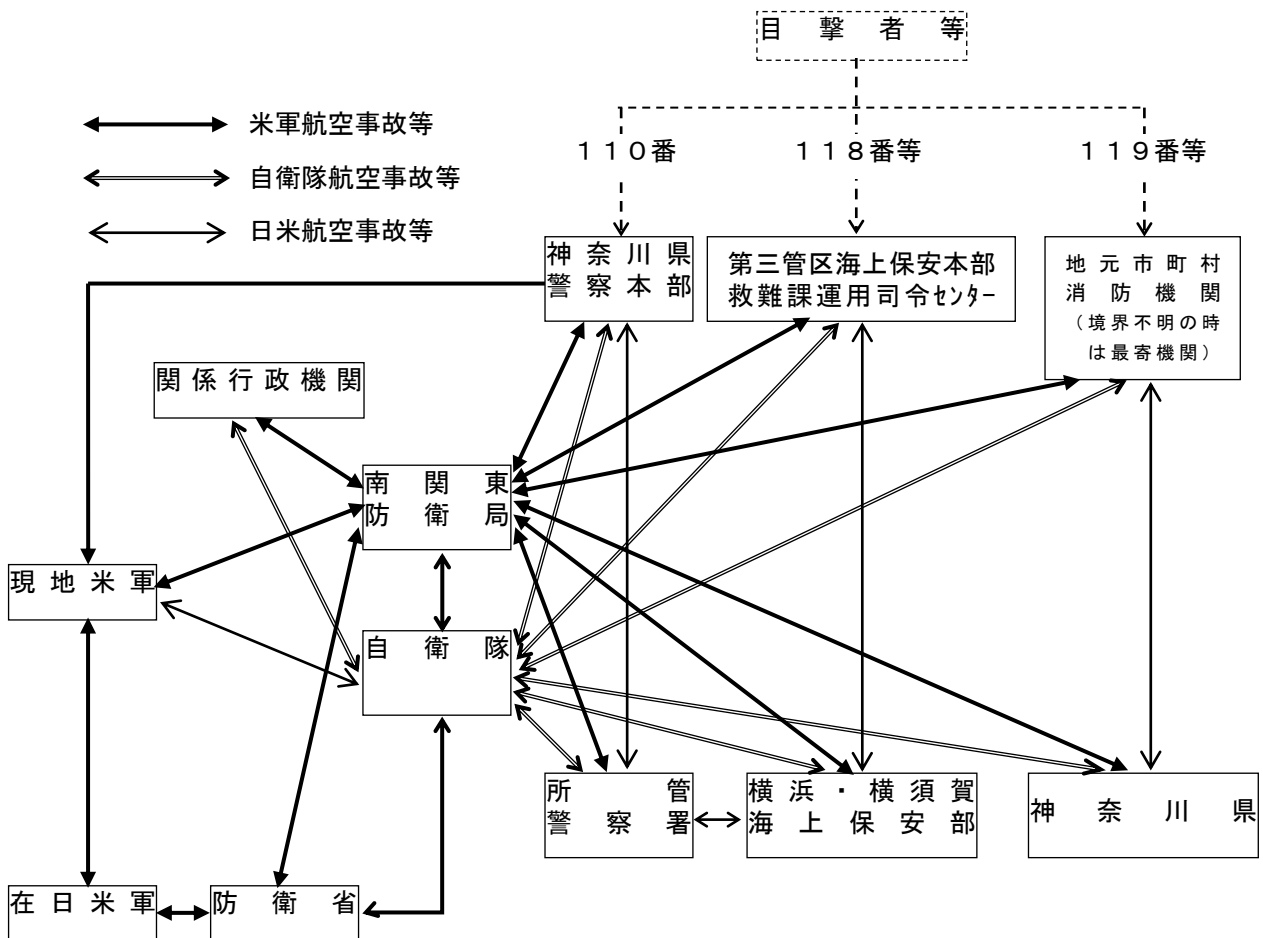 目撃者等
米軍航空事故等
自衛隊航空事故等
日米航空事故等
１１０番
１１８番等
１１９番等
神奈川県
警察本部
第三管区海上保安本部
救難課運用司令ｾﾝﾀｰ
地元市町村
消防機関
（境界不明の時
は最寄機関）
関係行政機関
南関東
防衛局
現地米軍
自衛隊
所管
警察署
横浜・横須賀
海上保安部
神奈川県
在日米軍
防衛省